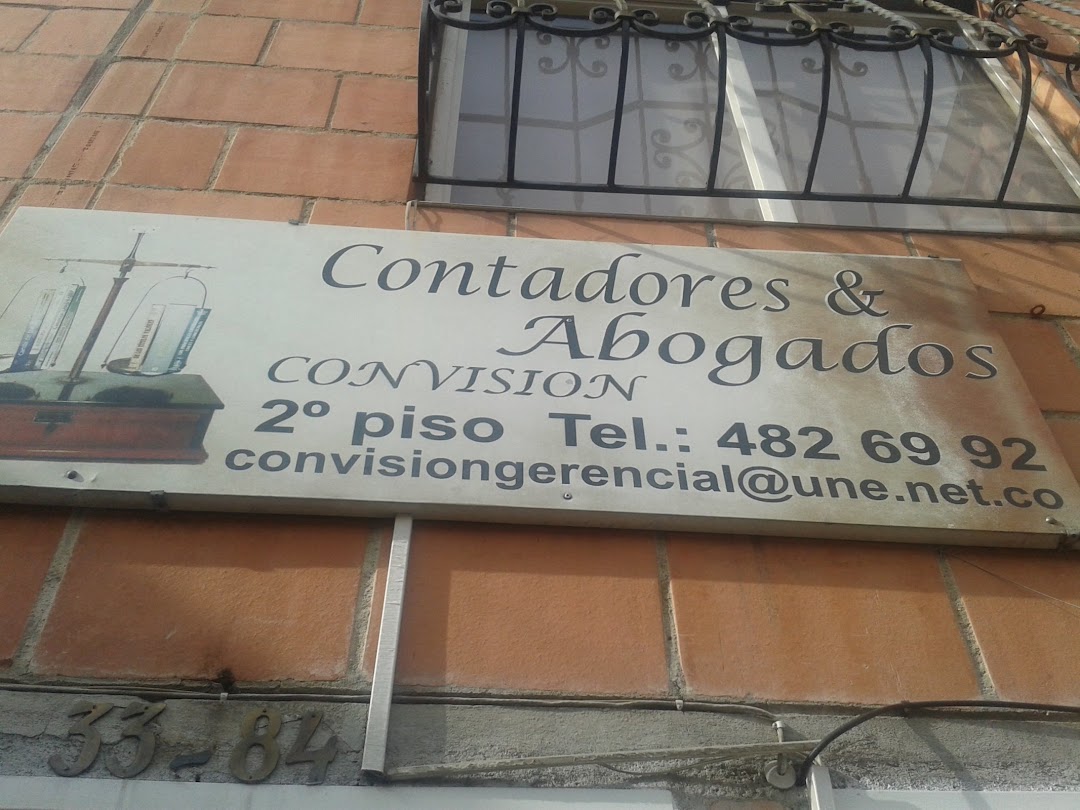 Contadores &
Abogados
CONVISION
2º piso Tel.: 482 69 92
convisiongerencial@une.net.co
33-84